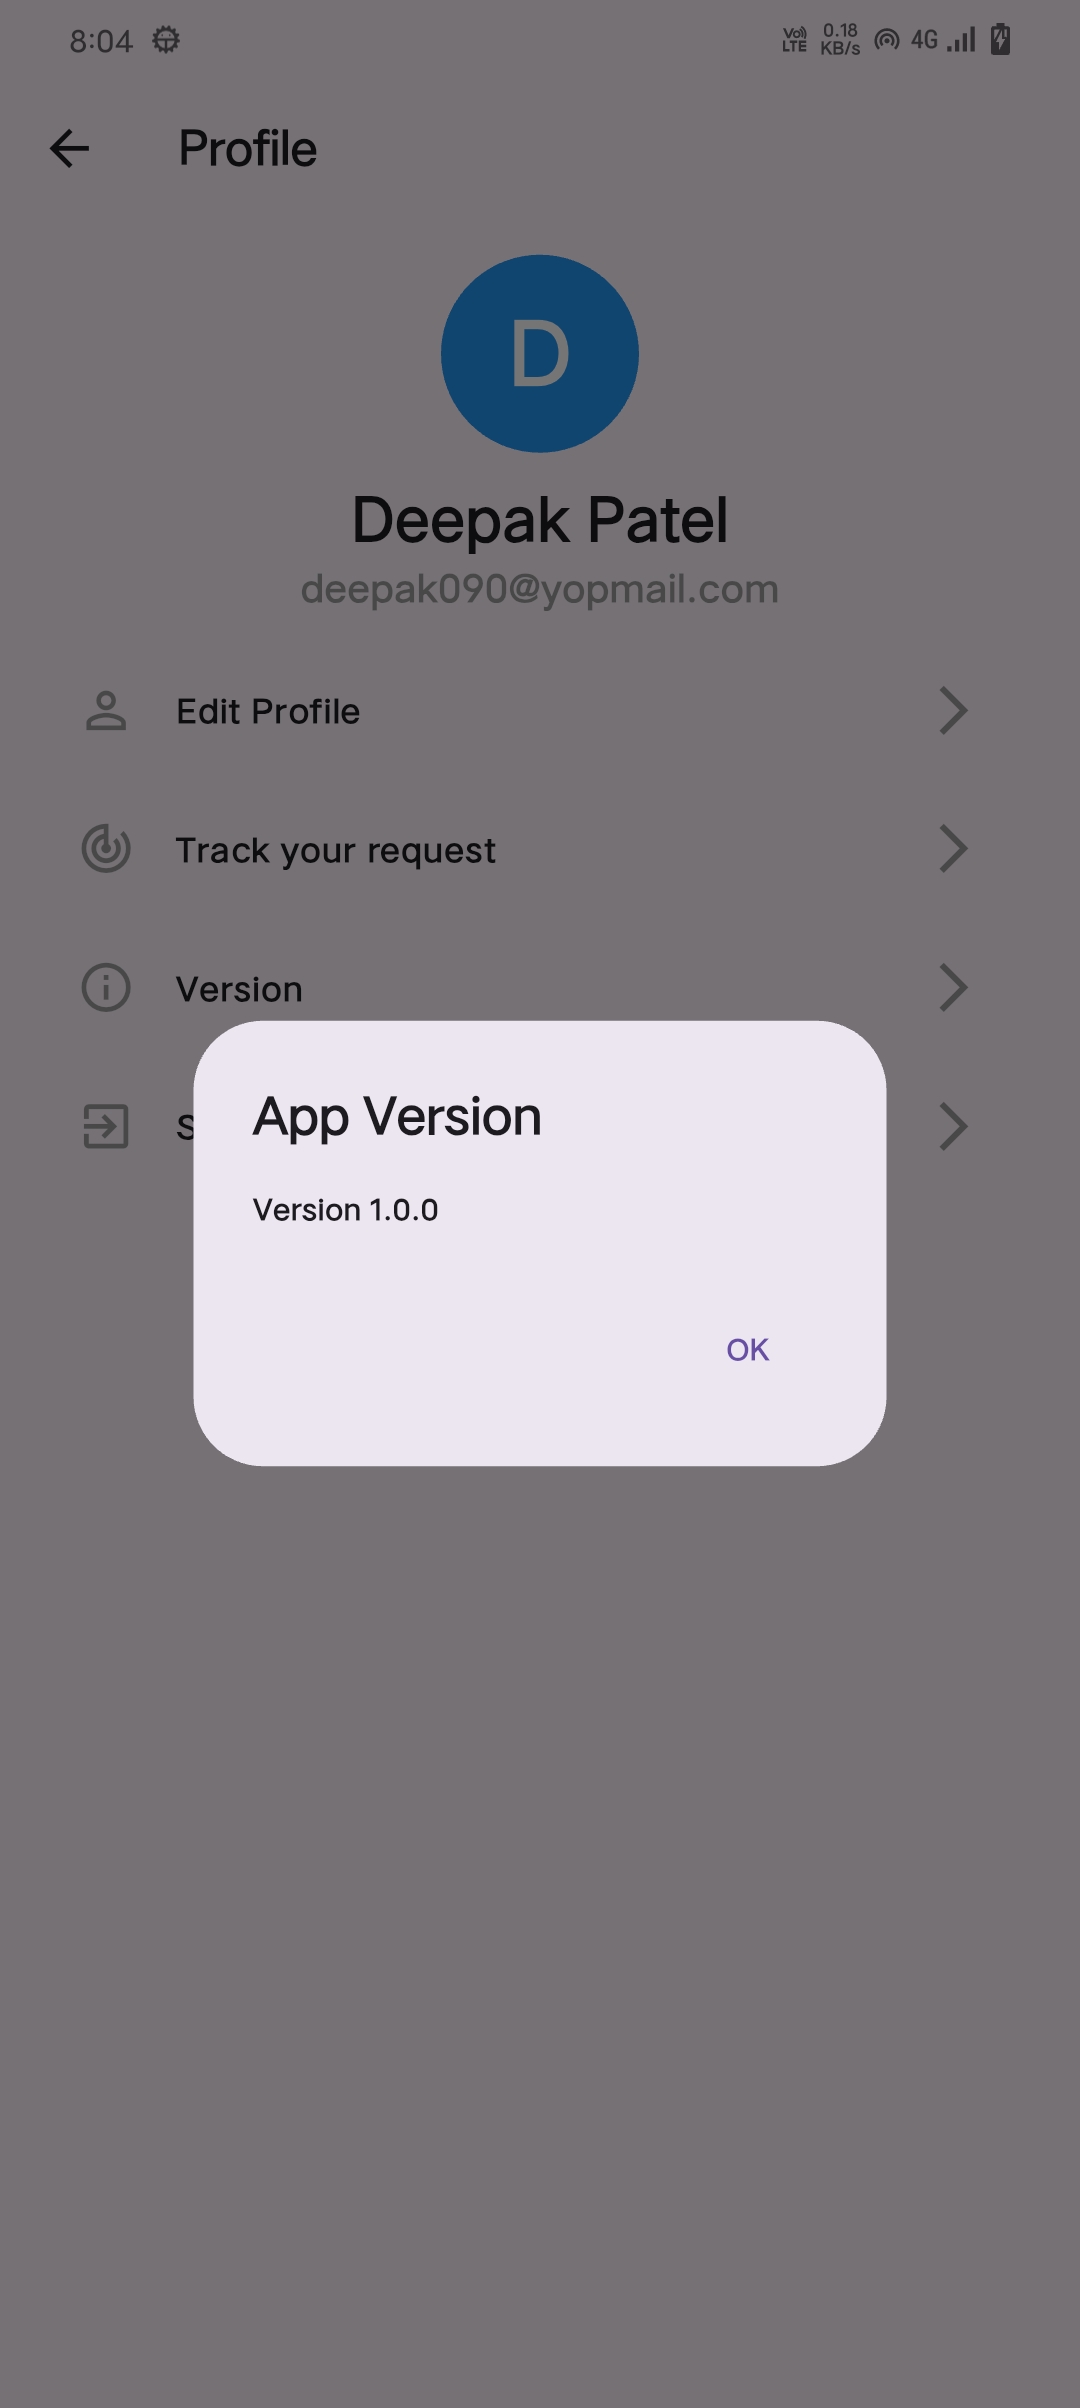 8:04
Vo LTE 0.18 KB/s 4G
Profile
D
Deepak Patel
deepak090@yopmail.com
Edit Profile
Track your request
Version
App Version
Version 1.0.0
OK